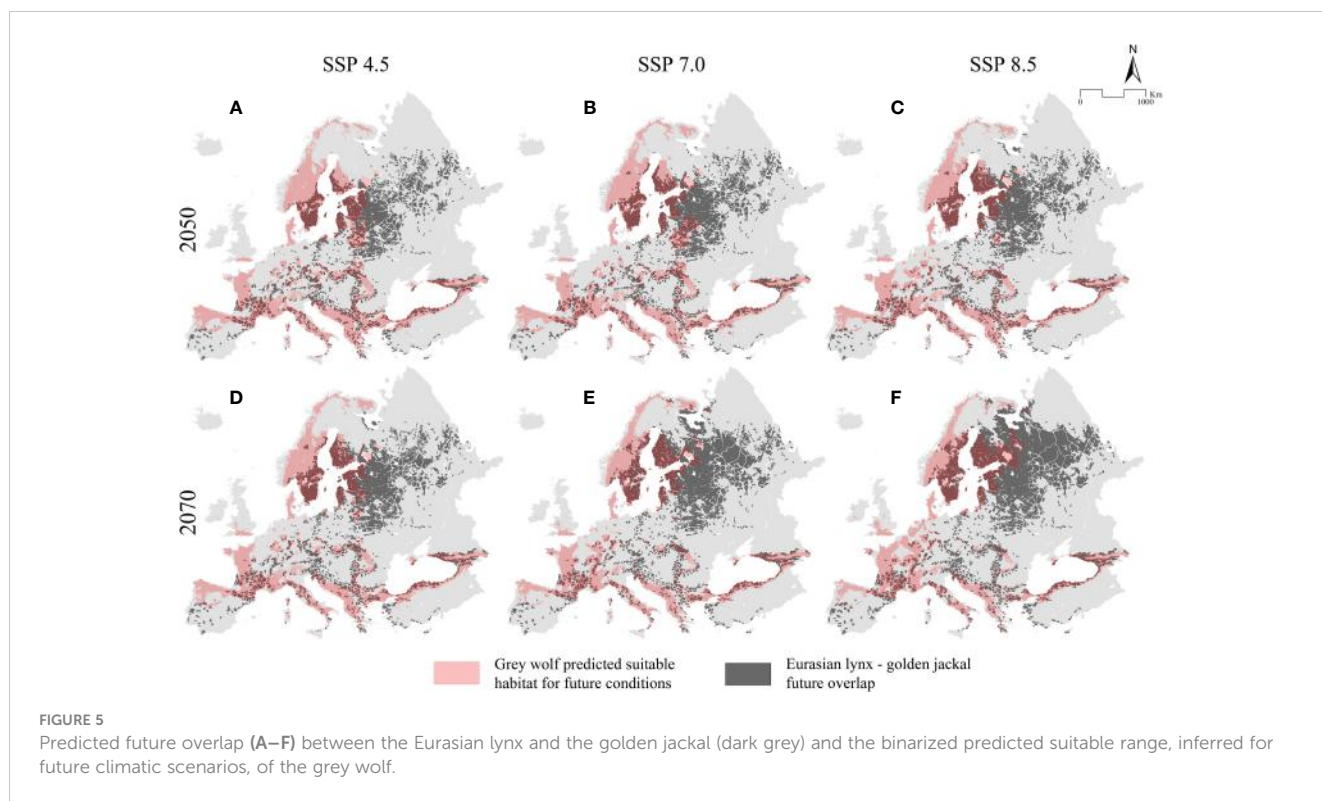 SSP 4.5
SSP 7.0
SSP 8.5
N
0 1000 Km
A
B
C
2050
D
E
F
2070
Grey wolf predicted suitable
habitat for future conditions
Eurasian lynx - golden jackal
future overlap
FIGURE 5
Predicted future overlap (A–F) between the Eurasian lynx and the golden jackal (dark grey) and the binarized predicted suitable range, inferred for
future climatic scenarios, of the grey wolf.